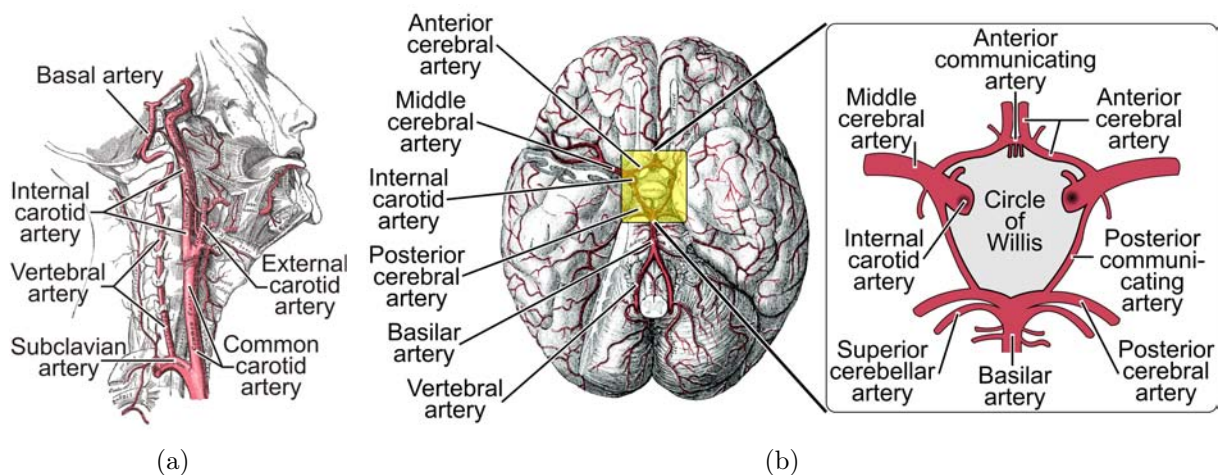 Basal artery
Internal
carotid
artery
Vertebral
artery
Subclavian
artery
External
carotid
artery
Common
carotid
artery
(a)
Anterior
cerebral
artery
Middle
cerebral
artery
Internal
carotid
artery
Posterior
cerebral
artery
Basilar
artery
Vertebral
artery
Anterior
communicating
artery
Middle
cerebral
artery
Anterior
cerebral
artery
Circle
of
Willis
Internal
carotid
artery
Posterior
communi-
cating
artery
Superior
cerebellar
artery
Basilar
artery
Posterior
cerebral
artery
(b)